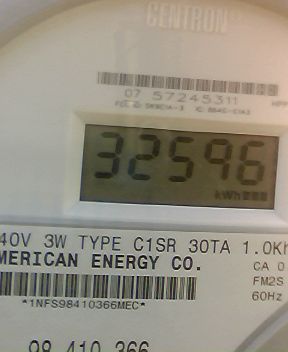 CENTRON
07 57245311
32596
kWh
40V 3W TYPE C1SR 30TA 1.0Kh
MERICAN ENERGY CO.
CA 0
FM2S
*1NFS98410366MEC*
60Hz
98 410 366